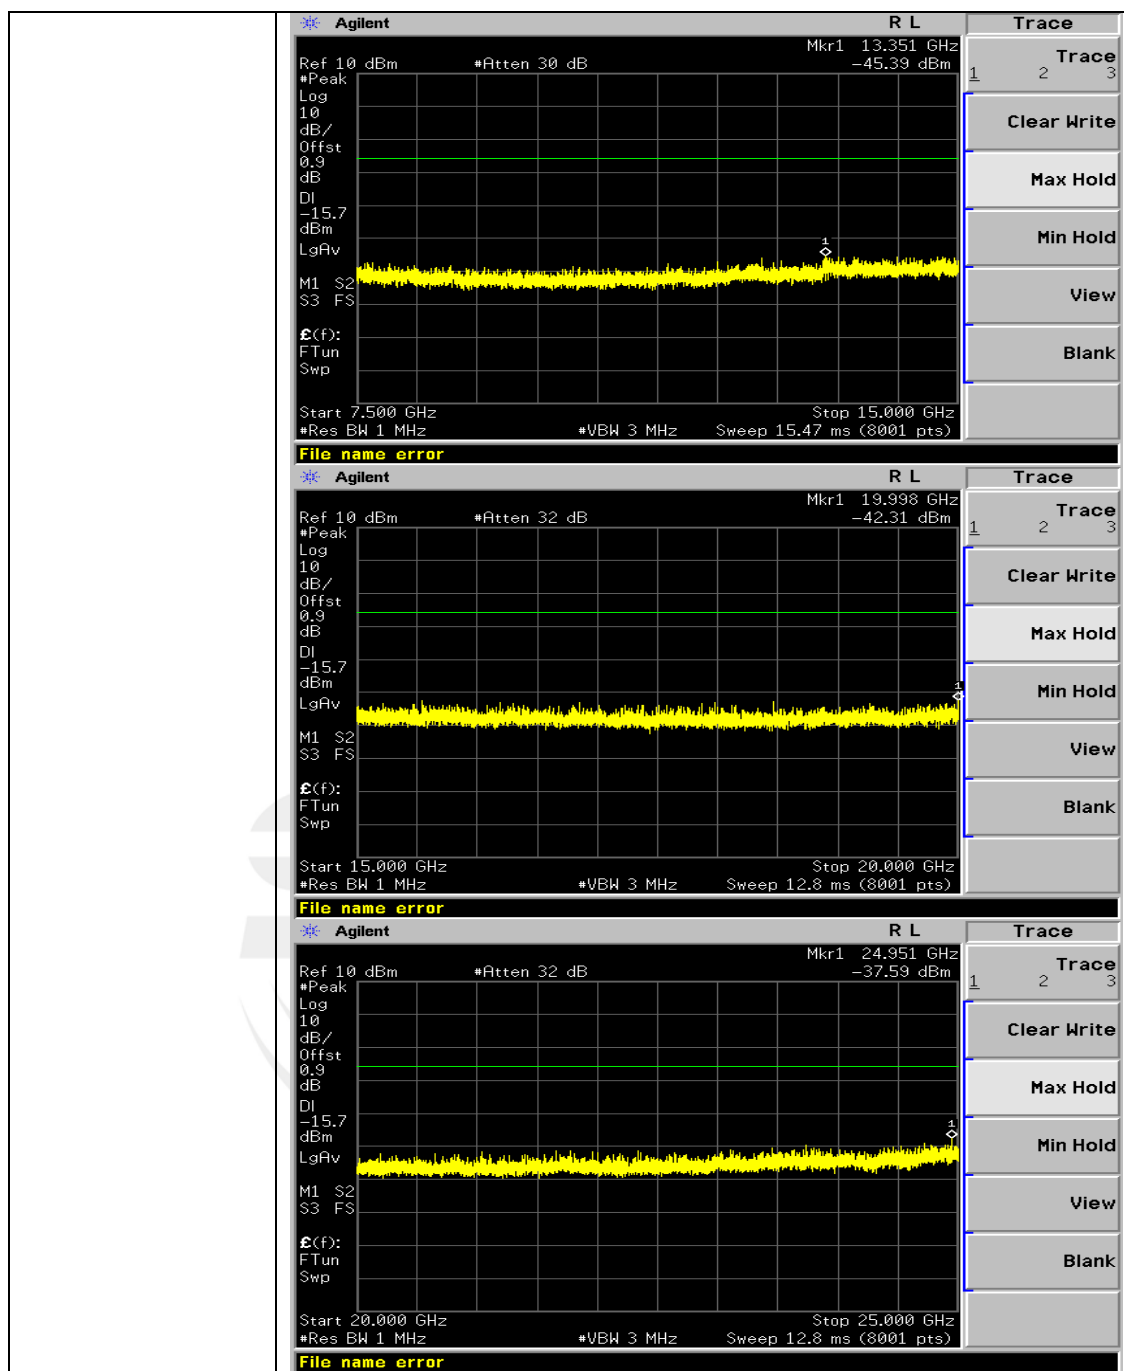 Agilent R L Trace
Mkr1 13.351 GHz
Ref 10 dBm #Atten 30 dB -45.39 dBm
#Peak
Log
10
dB/
Offst
0.9
dB
DI
-15.7
dBm
LgAv
M1 S2
S3 FS
£(f):
FTun
Swp
1
Start 7.500 GHz Stop 15.000 GHz
#Res BW 1 MHz #VBW 3 MHz Sweep 15.47 ms (8001 pts)
Trace
1 2 3
Clear Write
Max Hold
Min Hold
View
Blank
File name error
Agilent R L Trace
Mkr1 19.998 GHz
Ref 10 dBm #Atten 32 dB -42.31 dBm
#Peak
Log
10
dB/
Offst
0.9
dB
DI
-15.7
dBm
LgAv
M1 S2
S3 FS
£(f):
FTun
Swp
1
Start 15.000 GHz Stop 20.000 GHz
#Res BW 1 MHz #VBW 3 MHz Sweep 12.8 ms (8001 pts)
Trace
1 2 3
Clear Write
Max Hold
Min Hold
View
Blank
File name error
Agilent R L Trace
Mkr1 24.951 GHz
Ref 10 dBm #Atten 32 dB -37.59 dBm
#Peak
Log
10
dB/
Offst
0.9
dB
DI
-15.7
dBm
LgAv
M1 S2
S3 FS
£(f):
FTun
Swp
1
Start 20.000 GHz Stop 25.000 GHz
#Res BW 1 MHz #VBW 3 MHz Sweep 12.8 ms (8001 pts)
Trace
1 2 3
Clear Write
Max Hold
Min Hold
View
Blank
File name error